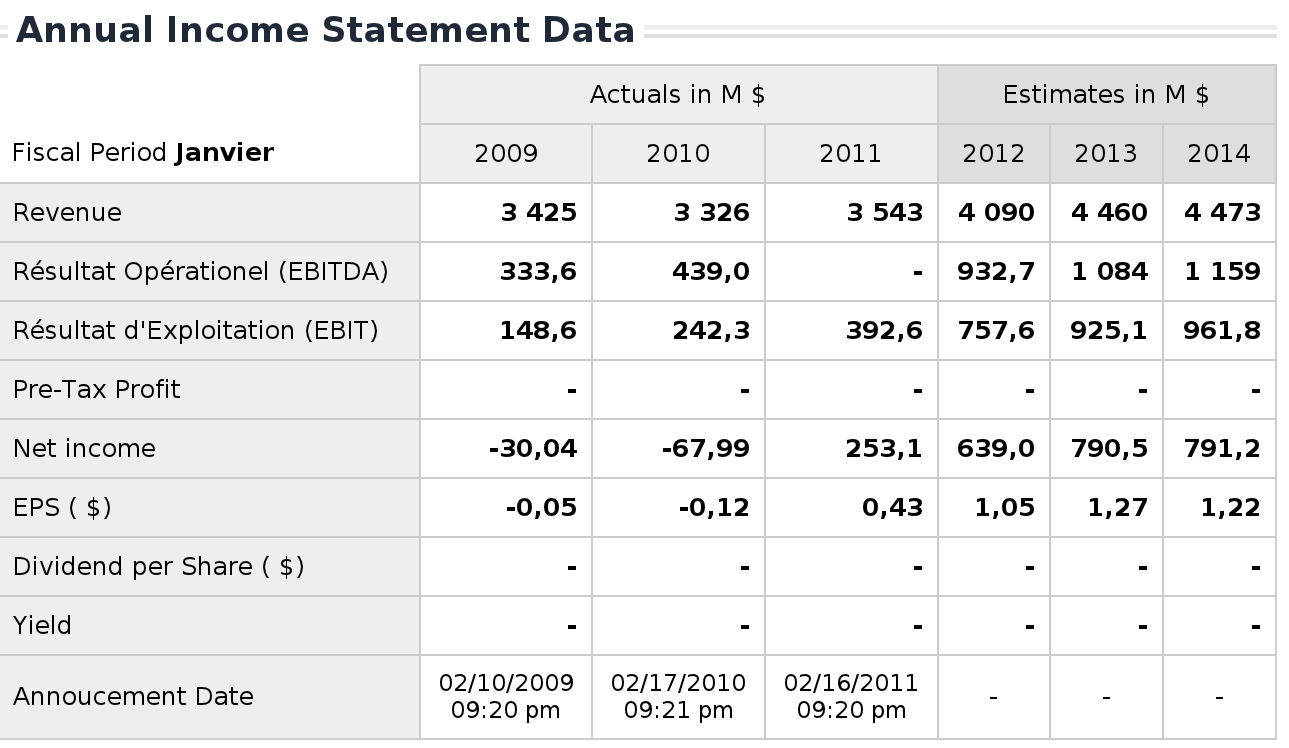 Annual Income Statement Data
Actuals in M $ Estimates in M $
Fiscal Period Janvier 2009 2010 2011 2012 2013 2014
Revenue 3 425 3 326 3 543 4 090 4 460 4 473
Résultat Opérationel (EBITDA) 333,6 439,0 - 932,7 1 084 1 159
Résultat d'Exploitation (EBIT) 148,6 242,3 392,6 757,6 925,1 961,8
Pre-Tax Profit - - - - - -
Net income -30,04 -67,99 253,1 639,0 790,5 791,2
EPS ( $) -0,05 -0,12 0,43 1,05 1,27 1,22
Dividend per Share ( $) - - - - - -
Yield - - - - - -
Annoucement Date 02/10/2009 09:20 pm 02/17/2010 09:21 pm 02/16/2011 09:20 pm - - -